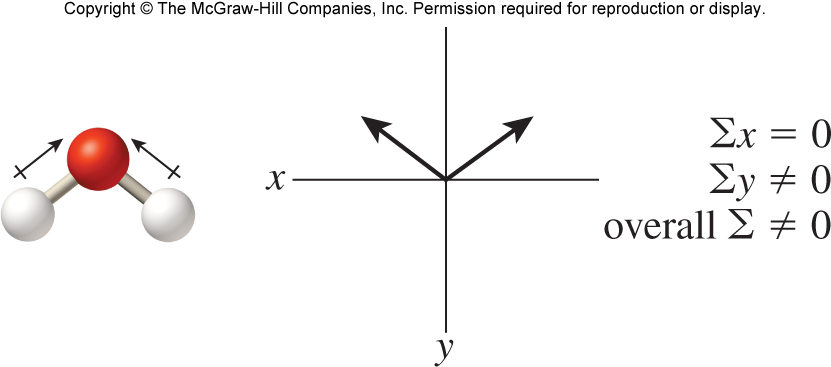 Copyright © The McGraw-Hill Companies, Inc. Permission required for reproduction or display.
x
y
Σx = 0
Σy ≠ 0
overall Σ ≠ 0